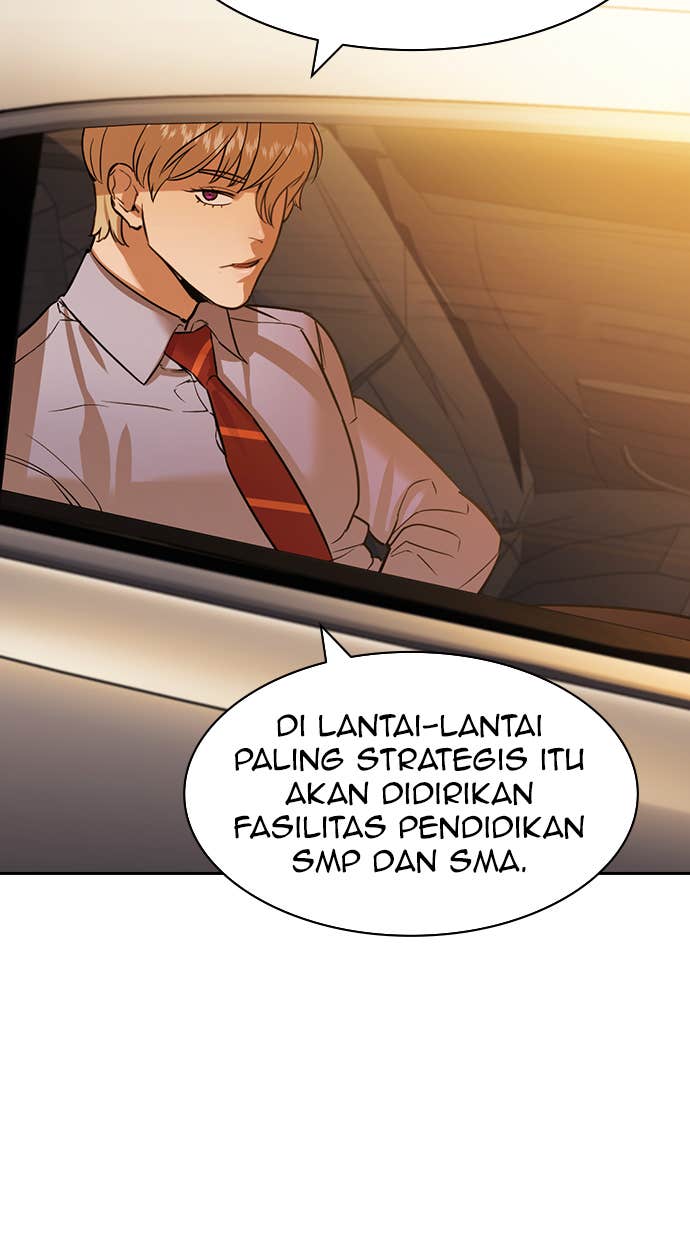 DI LANTAI-LANTAI
PALING STRATEGIS ITU
AKAN DIDIRIKAN
FASILITAS PENDIDIKAN
SMP DAN SMA.